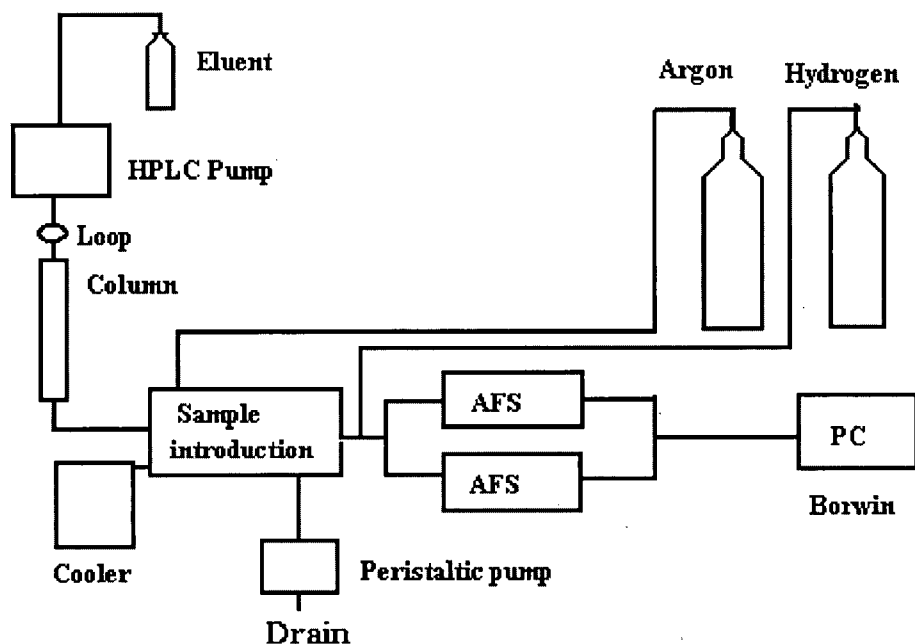 Eluent
Argon
Hydrogen
HPLC Pump
Loop
Column
Sample
introduction
AFS
AFS
PC
Borwin
Cooler
Peristaltic pump
Drain